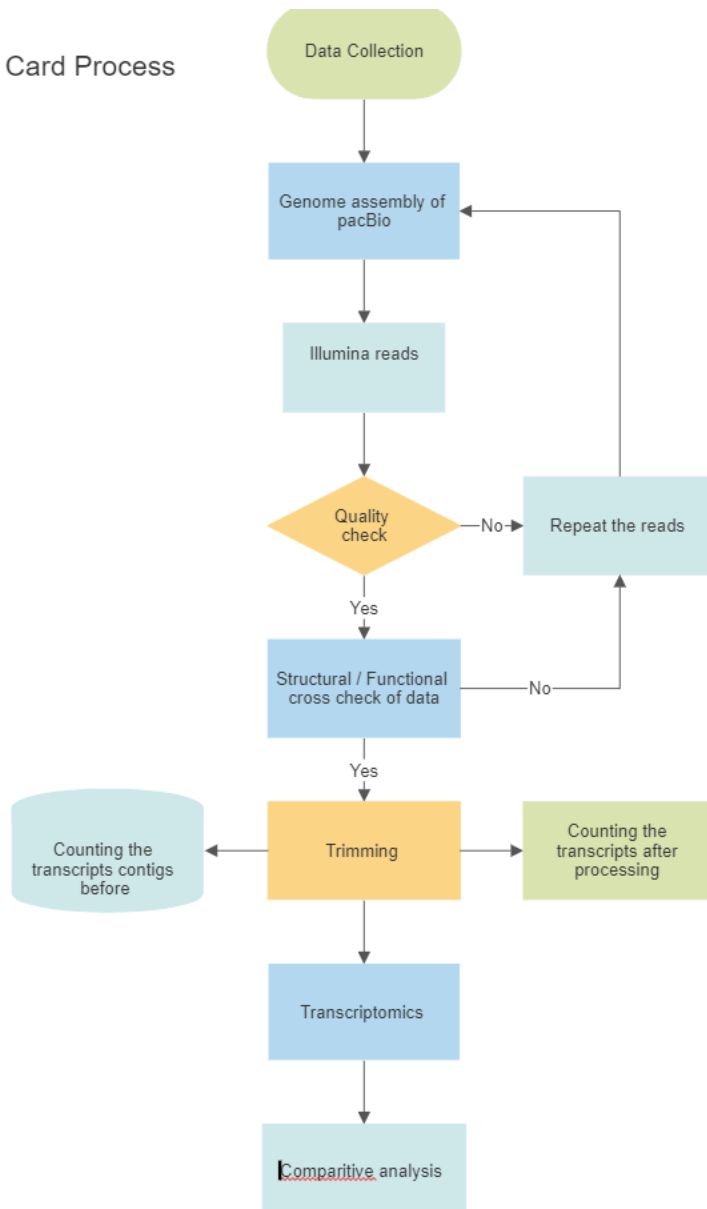 Data Collection
Card Process
Genome assembly of
pacBio
Illumina reads
Quality
check
No
Repeat the reads
Yes
Structural / Functional
cross check of data
No
Yes
Counting the
transcripts contigs
before
Trimming
Counting the
transcripts after
processing
Transcriptomics
Comparitive analysis